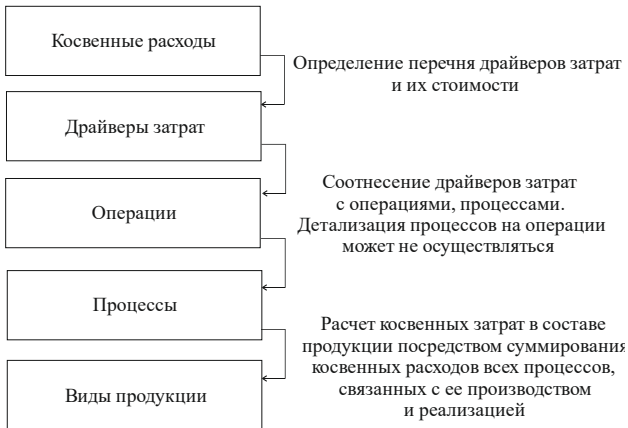 Косвенные расходы
Определение перечня драйверов затрат
и их стоимости
Драйверы затрат
Соотнесение драйверов затрат
с операциями, процессами.
Детализация процессов на операции
может не осуществляться
Операции
Процессы
Расчет косвенных затрат в составе
продукции посредством суммирования
косвенных расходов всех процессов,
связанных с ее производством
и реализацией
Виды продукции